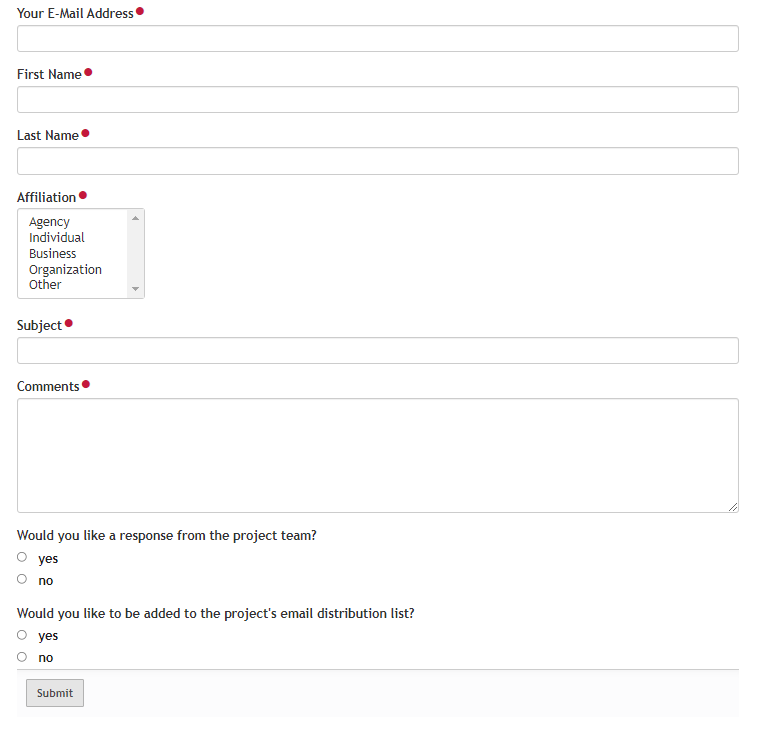 Your E-Mail Address
First Name
Last Name
Affiliation
Agency
Individual
Business
Organization
Other
Subject
Comments
Would you like a response from the project team?
yes
no
Would you like to be added to the project's email distribution list?
yes
no
Submit